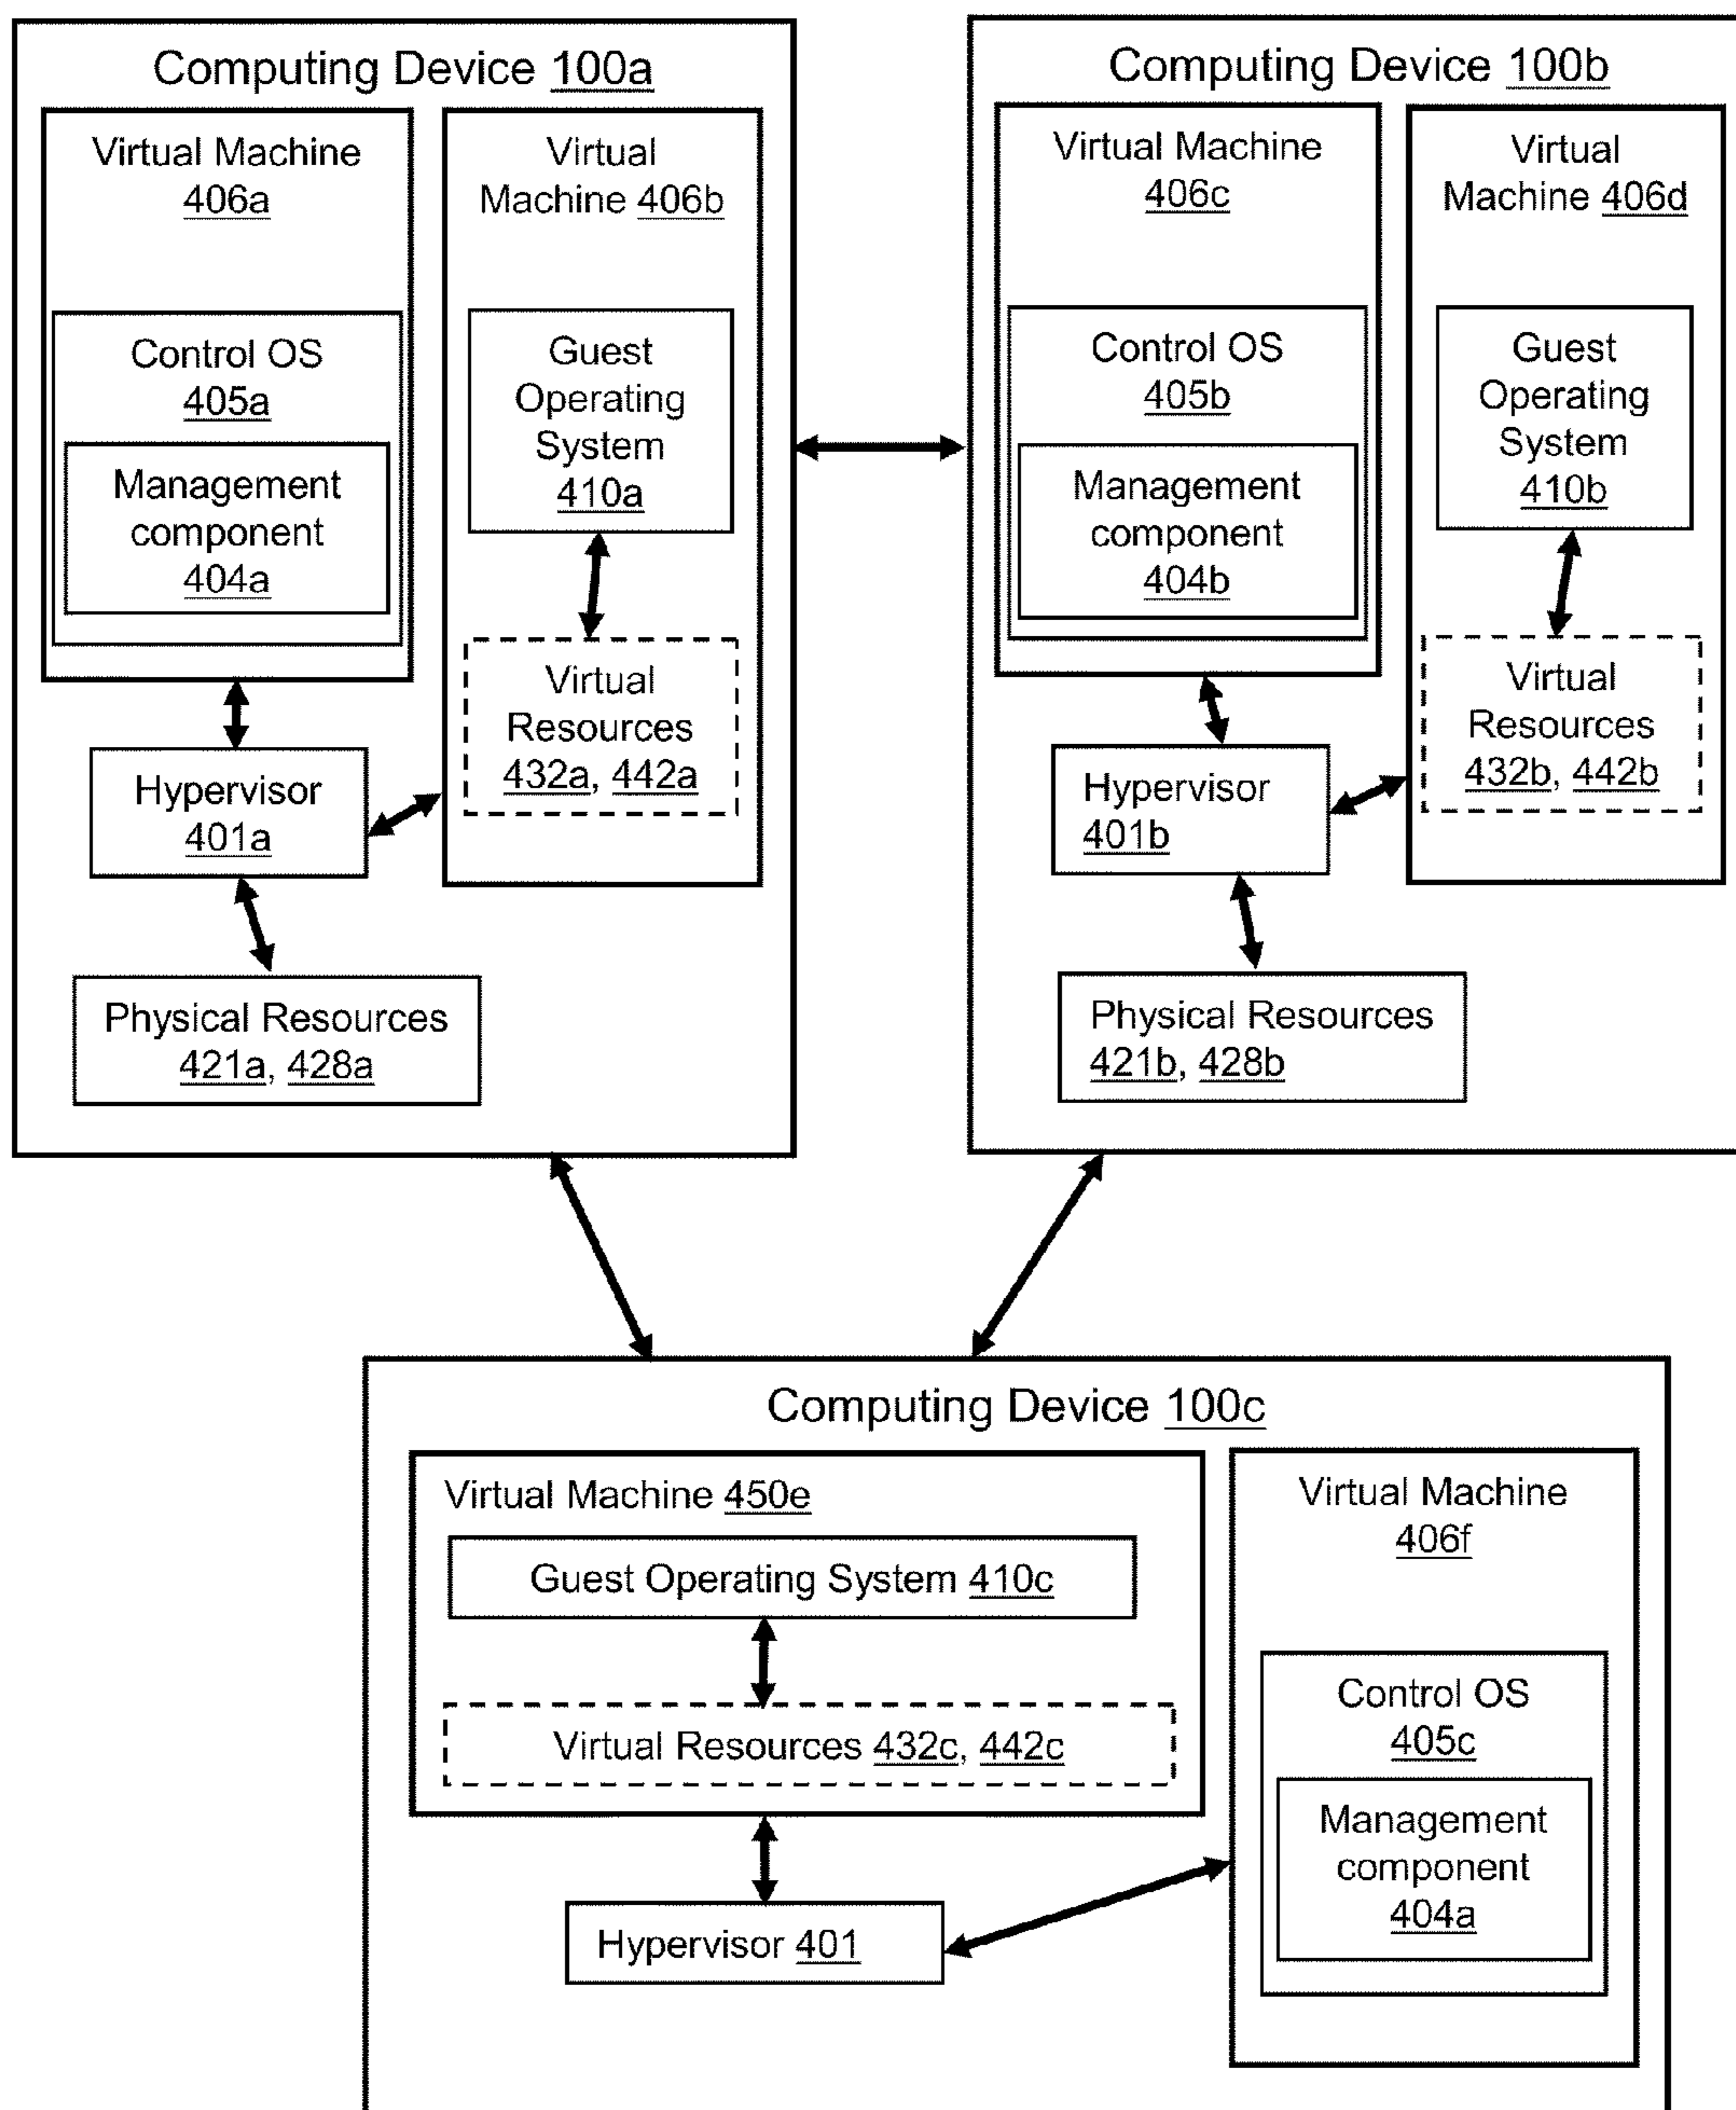 Computing Device 100a
Virtual Machine
406a
Control OS
405a
Management
component
404a
Virtual
Machine 406b
Guest
Operating
System
410a
Virtual
Resources
432a, 442a
Hypervisor
401a
Physical Resources
421a, 428a
Computing Device 100b
Virtual Machine
406c
Control OS
405b
Management
component
404b
Virtual
Machine 406d
Guest
Operating
System
410b
Virtual
Resources
432b, 442b
Hypervisor
401b
Physical Resources
421b, 428b
Computing Device 100c
Virtual Machine 450e
Guest Operating System 410c
Virtual Resources 432c, 442c
Hypervisor 401
Virtual Machine
406f
Control OS
405c
Management
component
404a